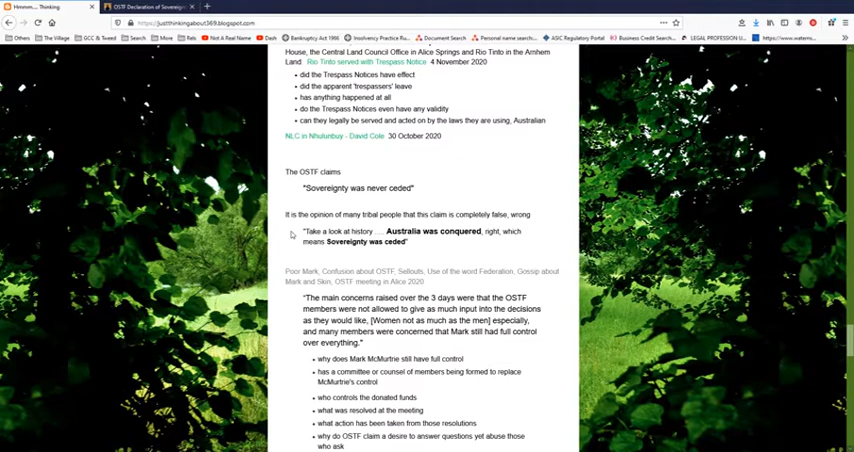 Hmmm..... Thinking
OSTF Declaration of Sovereign
https://justthinkingabout369.blogspot.com
Others
The Village
GCC & Tweed
Search
More
Not A Real Name
Dash
Bankruptcy Act 1966
Insolvency Practice Ru...
Document Search
Personal name search...
ASIC Regulatory Portal
Business Credit Search...
LEGAL PROFESSION U...
https://www.waterns...
House, the Central Land Council Office in Alice Springs and Rio Tinto in the Arnhem
Land Rio Tinto served with Trespass Notice 4 November 2020
did the Trespass Notices have effect
did the apparent 'trespassers' leave
has anything happened at all
do the Trespass Notices even have any validity
can they legally be served and acted on by the laws they are using, Australian
NLC in Nhulunbuy - David Cole 30 October 2020
The OSTF claims
"Sovereignty was never ceded"
It is the opinion of many tribal people that this claim is completely false, wrong
"Take a look at history .... Australia was conquered, right, which
means Sovereignty was ceded"
Poor Mark, Confusion about OSTF, Sellouts, Use of the word Federation, Gossip about
Mark and Skin, OSTF meeting in Alice 2020
"The main concerns raised over the 3 days were that the OSTF
members were not allowed to give as much input into the decisions
as they would like, [Women not as much as the men] especially,
and many members were concerned that Mark still had full control
over everything."
why does Mark McMurtrie still have full control
has a committee or counsel of members being formed to replace
McMurtrie's control
who controls the donated funds
what was resolved at the meeting
what action has been taken from those resolutions
why do OSTF claim a desire to answer questions yet abuse those
who ask